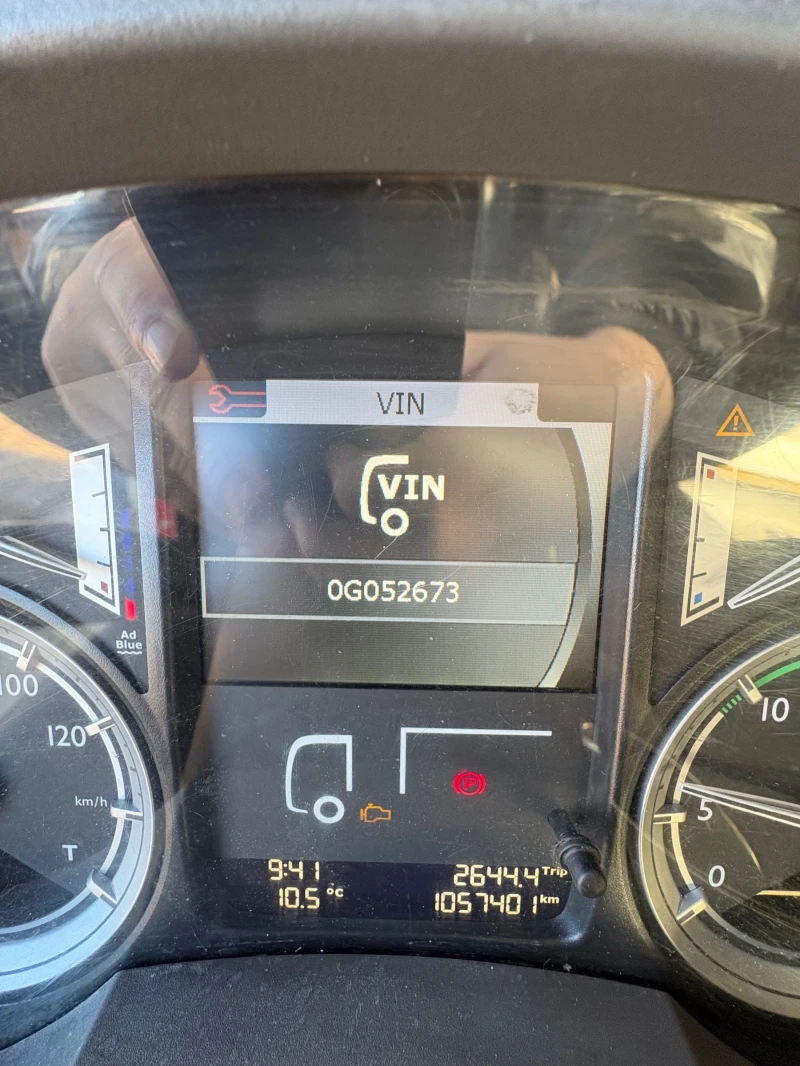 VIN
VIN
0G052673
Ad
Blue
100
120
km/h
T
10
5
0
P
9:41
2644.4 Trip
10.5 °C
1057401 km